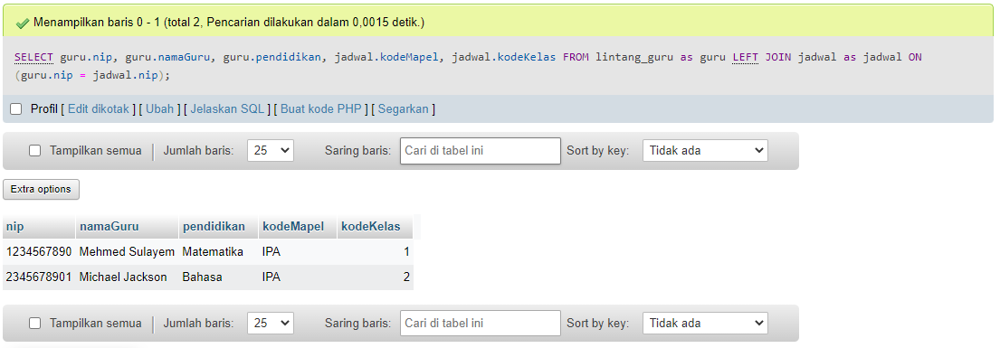 Menampilkan baris 0 - 1 (total 2, Pencarian dilakukan dalam 0,0015 detik.)
SELECT guru.nip, guru.namaGuru, guru.pendidikan, jadwal.kodeMapel, jadwal.kodeKelas FROM lintang_guru as guru LEFT JOIN jadwal as jadwal ON
(guru.nip = jadwal.nip);
Profil [ Edit dikotak ] [ Ubah ] [ Jelaskan SQL ] [ Buat kode PHP ] [ Segarkan ]
Tampilkan semua | Jumlah baris: 25 Saring baris: Cari di tabel ini Sort by key: Tidak ada
Extra options
nip namaGuru pendidikan kodeMapel kodeKelas
1234567890 Mehmed Sulayem Matematika IPA 1
2345678901 Michael Jackson Bahasa IPA 2
Tampilkan semua | Jumlah baris: 25 Saring baris: Cari di tabel ini Sort by key: Tidak ada